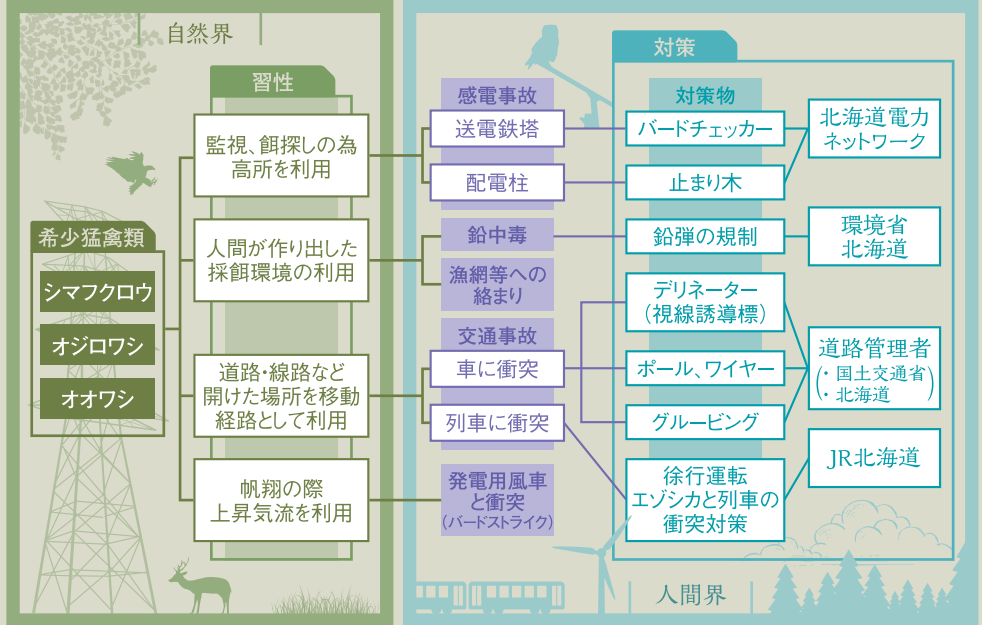 自然界
習性
監視、餌探しの為
高所を利用
人間が作り出した
採餌環境の利用
道路・線路など
開けた場所を移動
経路として利用
帆翔の際
上昇気流を利用
希少猛禽類
シマフクロウ
オジロワシ
オオワシ
感電事故
送電鉄塔
配電柱
鉛中毒
漁網等への
絡まり
交通事故
車に衝突
列車に衝突
発電用風車
と衝突
(バードストライク)
対策
対策物
バードチェッカー
止まり木
鉛弾の規制
デリネーター
(視線誘導標)
ポール、ワイヤー
グルービング
徐行運転
エゾシカと列車の
衝突対策
北海道電力
ネットワーク
環境省
北海道
道路管理者
(・国土交通省
・北海道)
JR北海道
人間界